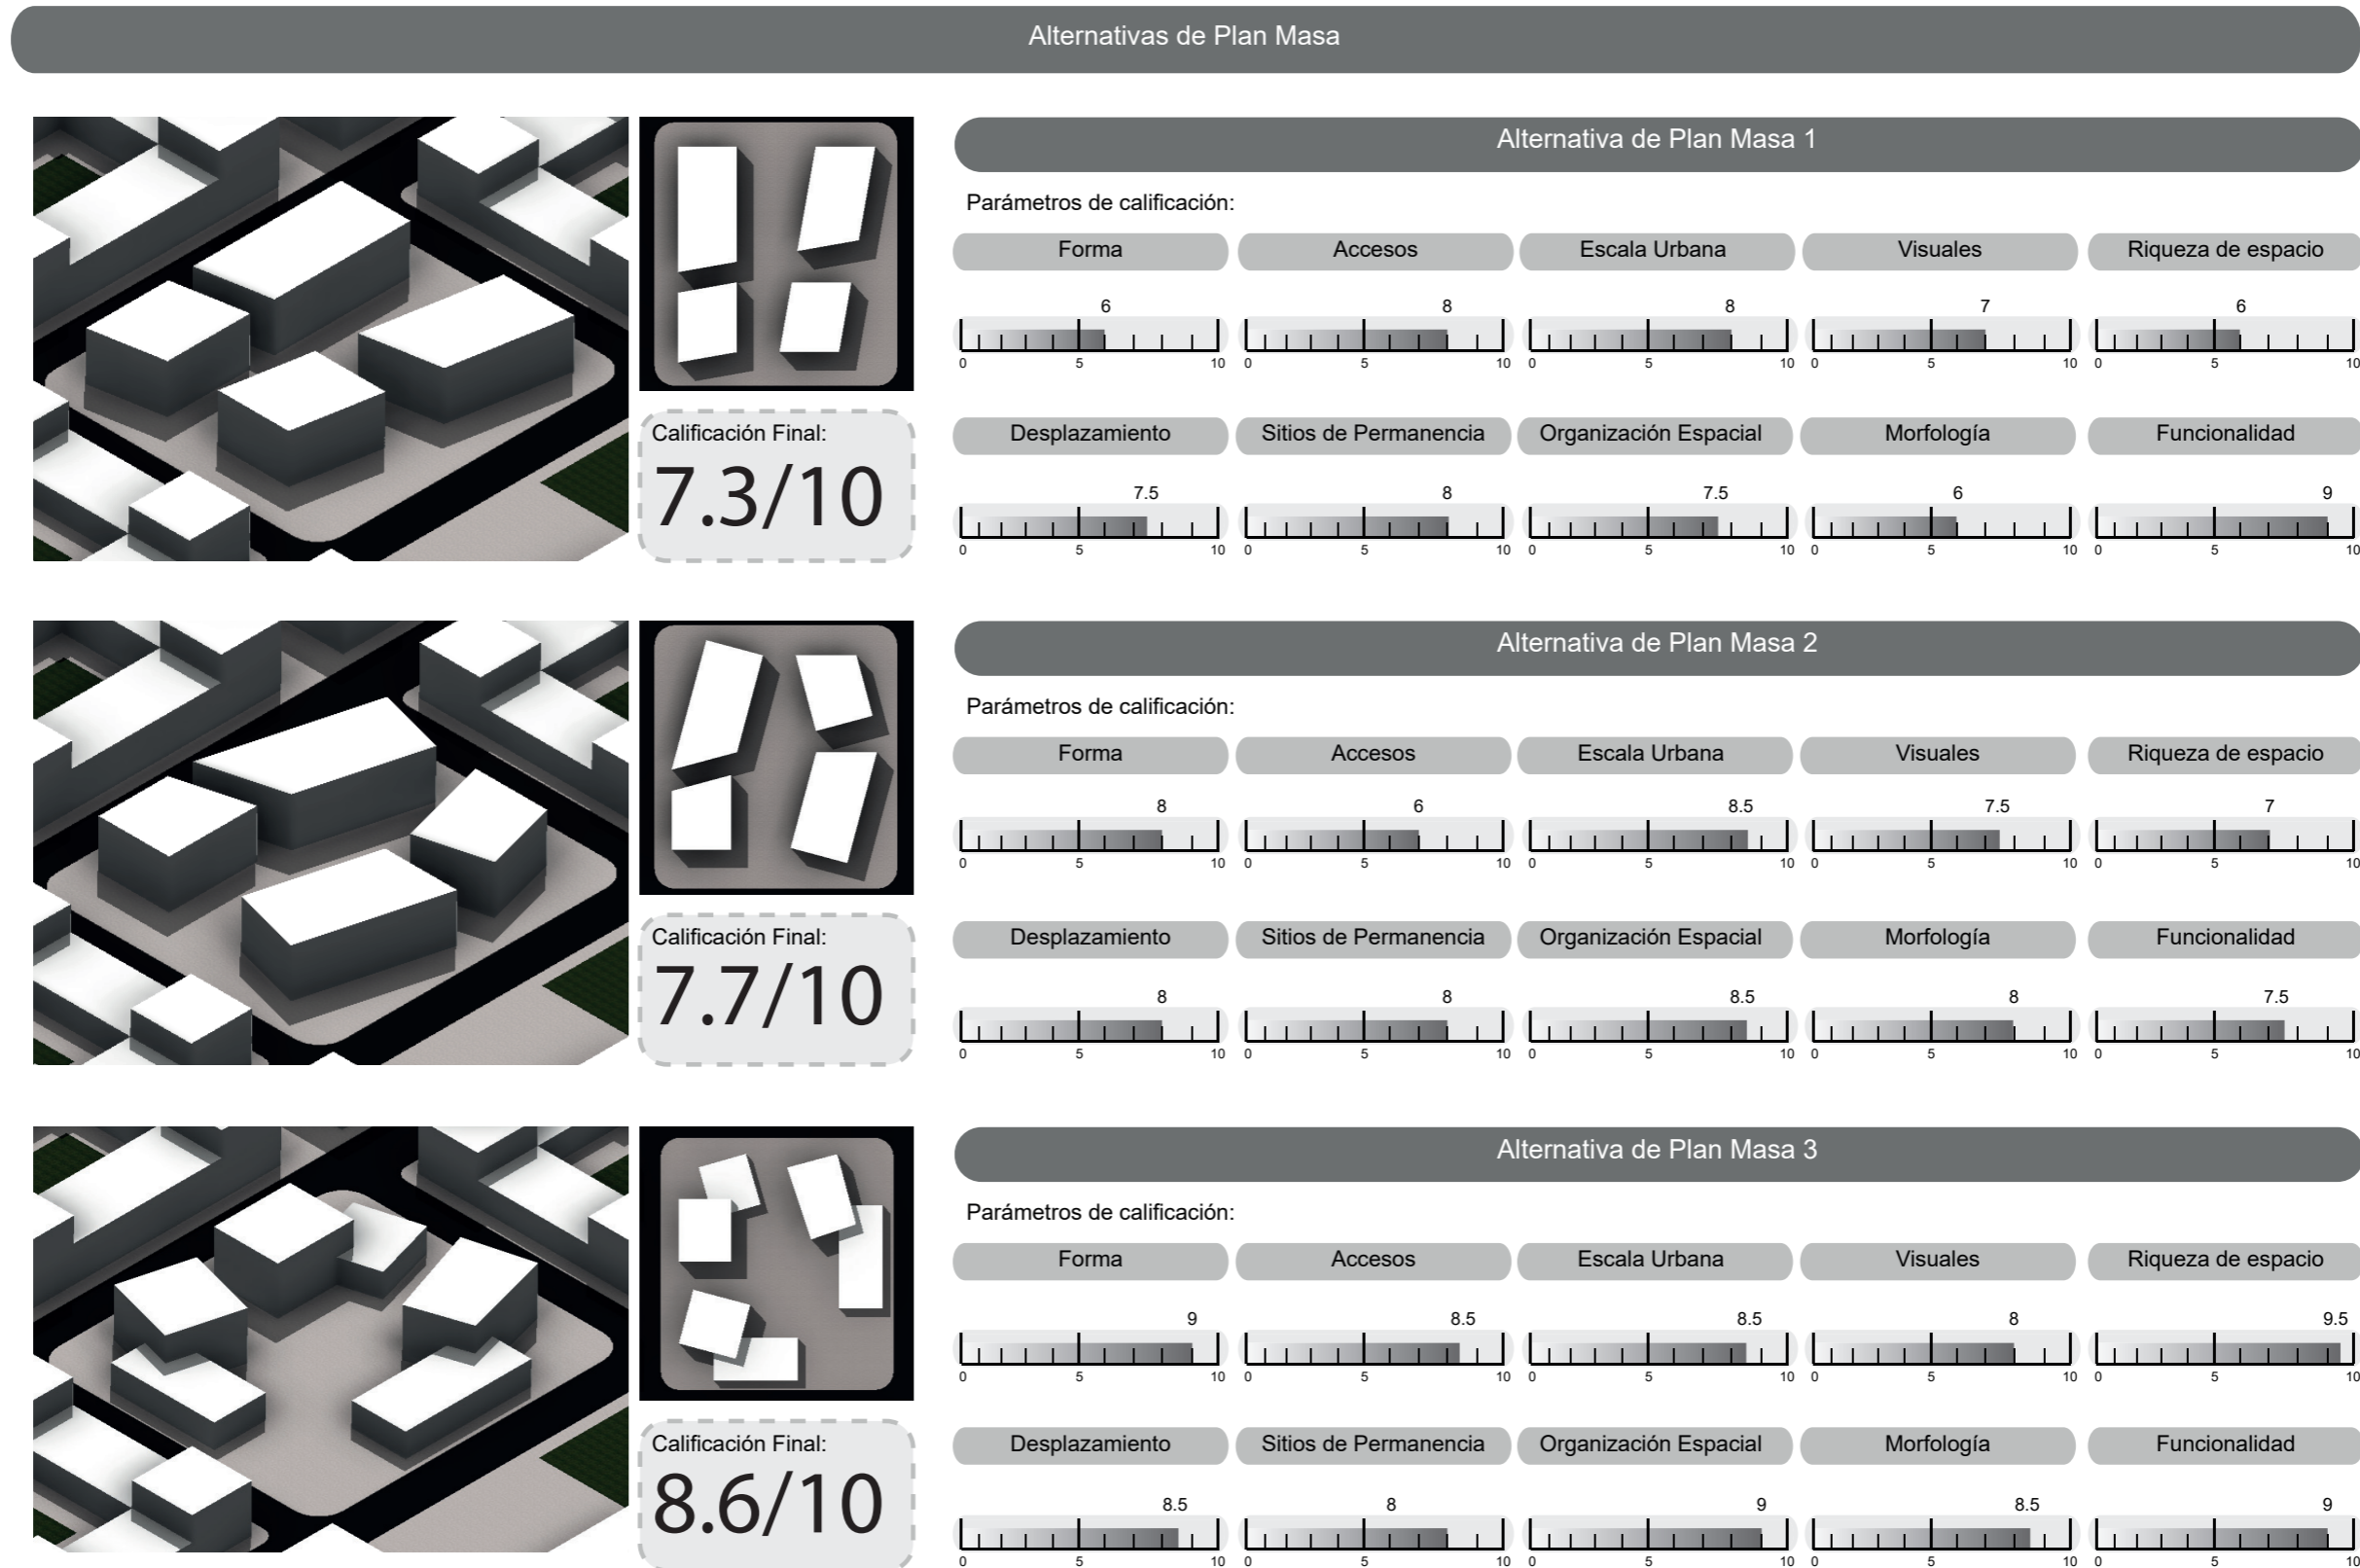 Alternativas de Plan Masa
Alternativa de Plan Masa 1
Parámetros de calificación:
Forma Accesos Escala Urbana Visuales Riqueza de espacio
6 8 8 7 6
0 5 10 0 5 10 0 5 10 0 5 10 0 5 10
Calificación Final:
7.3/10
Desplazamiento Sitios de Permanencia Organización Espacial Morfología Funcionalidad
7.5 8 7.5 6 9
0 5 10 0 5 10 0 5 10 0 5 10 0 5 10
Alternativa de Plan Masa 2
Parámetros de calificación:
Forma Accesos Escala Urbana Visuales Riqueza de espacio
8 6 8.5 7.5 7
0 5 10 0 5 10 0 5 10 0 5 10 0 5 10
Calificación Final:
7.7/10
Desplazamiento Sitios de Permanencia Organización Espacial Morfología Funcionalidad
8 8 8.5 8 7.5
0 5 10 0 5 10 0 5 10 0 5 10 0 5 10
Alternativa de Plan Masa 3
Parámetros de calificación:
Forma Accesos Escala Urbana Visuales Riqueza de espacio
9 8.5 8.5 8 9.5
0 5 10 0 5 10 0 5 10 0 5 10 0 5 10
Calificación Final:
8.6/10
Desplazamiento Sitios de Permanencia Organización Espacial Morfología Funcionalidad
8.5 8 9 8.5 9
0 5 10 0 5 10 0 5 10 0 5 10 0 5 10